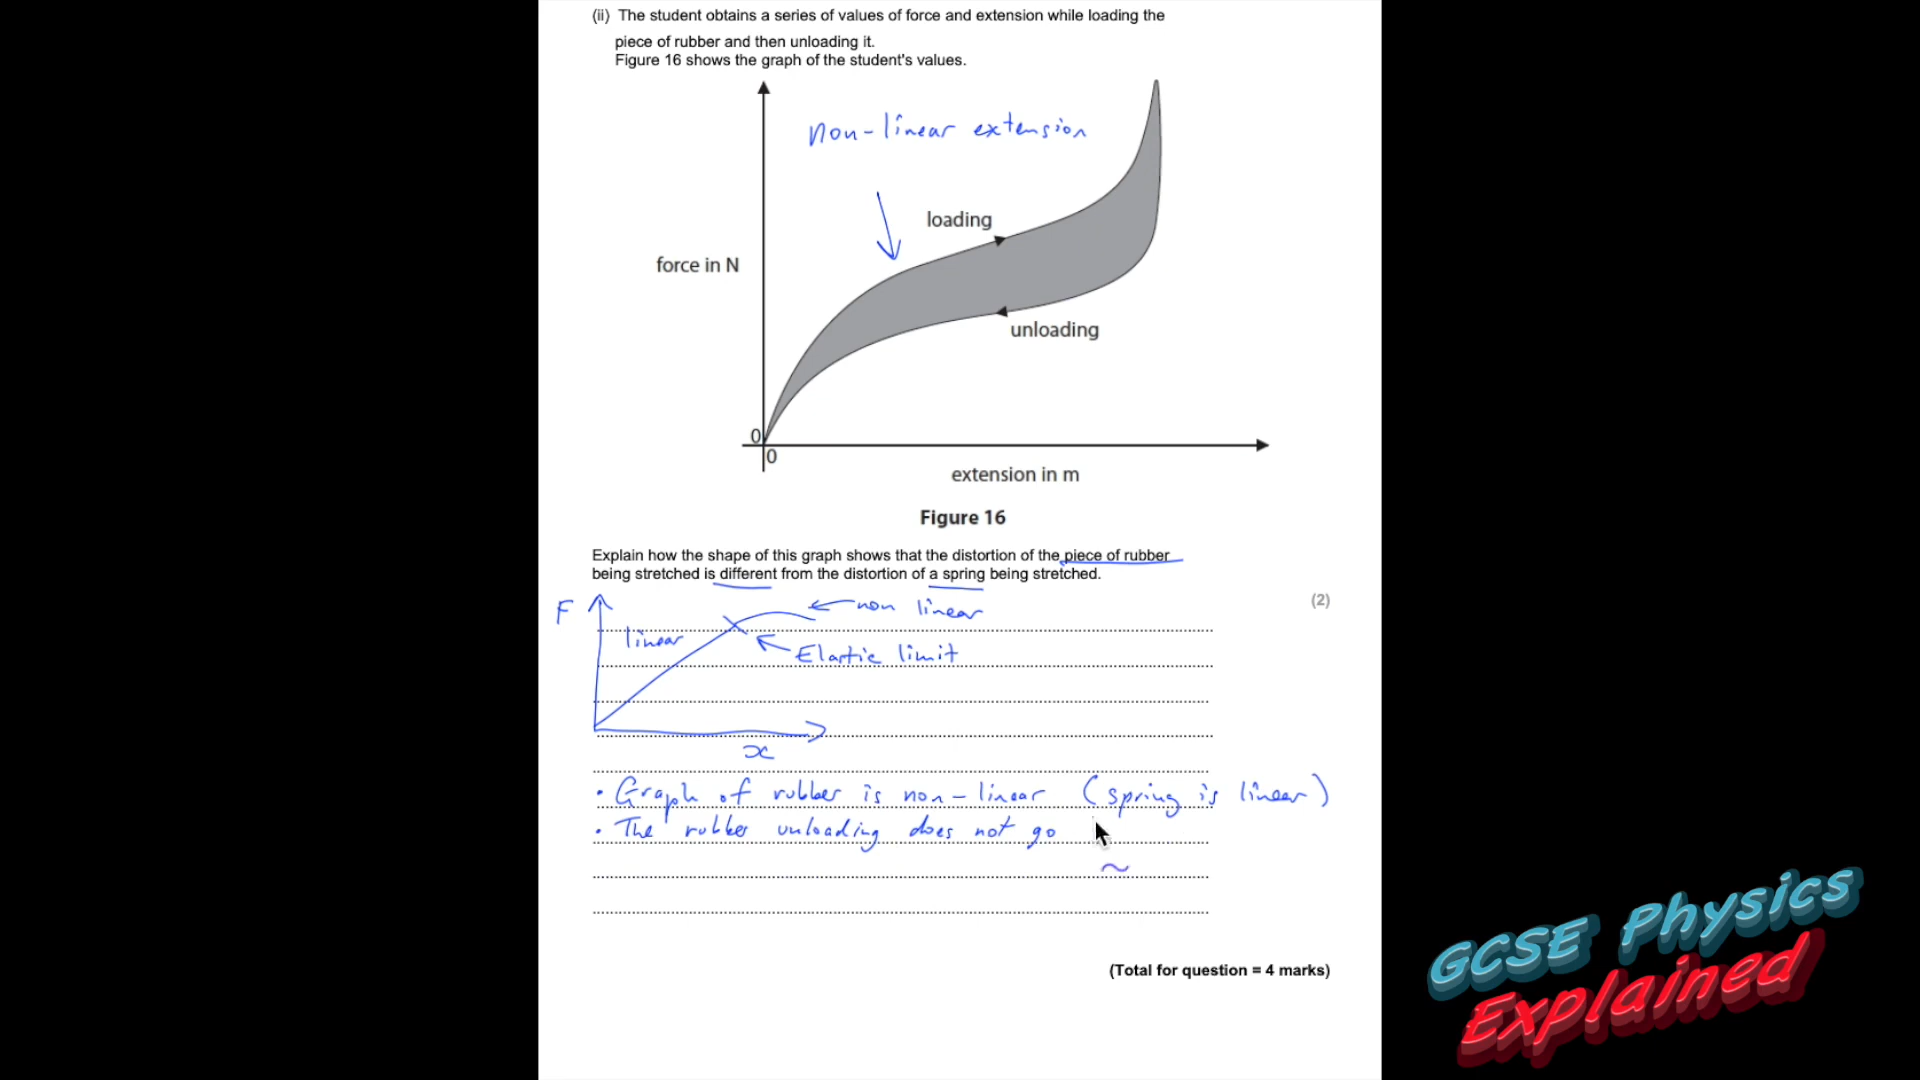 (ii) The student obtains a series of values of force and extension while loading the
piece of rubber and then unloading it.
Figure 16 shows the graph of the student's values.
non-linear extension
loading
force in N
unloading
0
0
extension in m
Figure 16
Explain how the shape of this graph shows that the distortion of the piece of rubber
being stretched is different from the distortion of a spring being stretched.
(2)
F
non linear
linear
Elastic limit
x
• Graph of rubber is non-linear (spring is linear)
• The rubber unloading does not go
(Total for question = 4 marks)
GCSE Physics
Explained